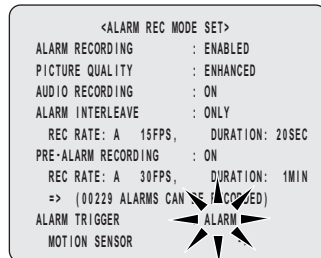 <ALARM REC MODE SET>
ALARM RECORDING : ENABLED
PICTURE QUALITY : ENHANCED
AUDIO RECORDING : ON
ALARM INTERLEAVE : ONLY
REC RATE: A 15FPS, DURATION: 20SEC
PRE-ALARM RECORDING : ON
REC RATE: A 30FPS, DURATION: 1MIN
=> (00229 ALARMS CAN BE RECORDED)
ALARM TRIGGER ALARM
MOTION SENSOR